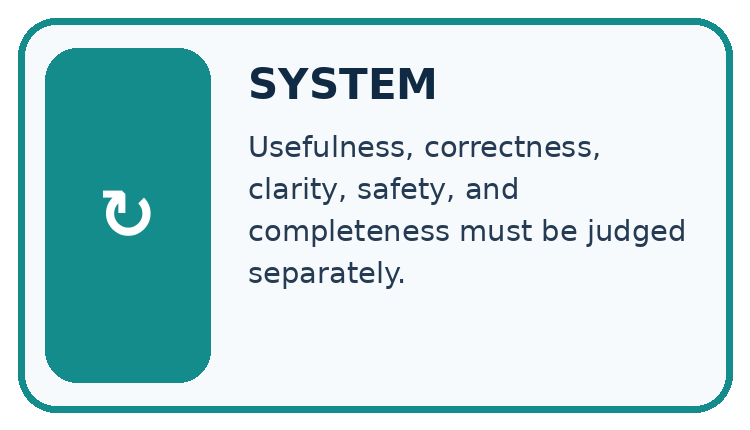 SYSTEM
Usefulness, correctness,
clarity, safety, and
completeness must be judged
separately.